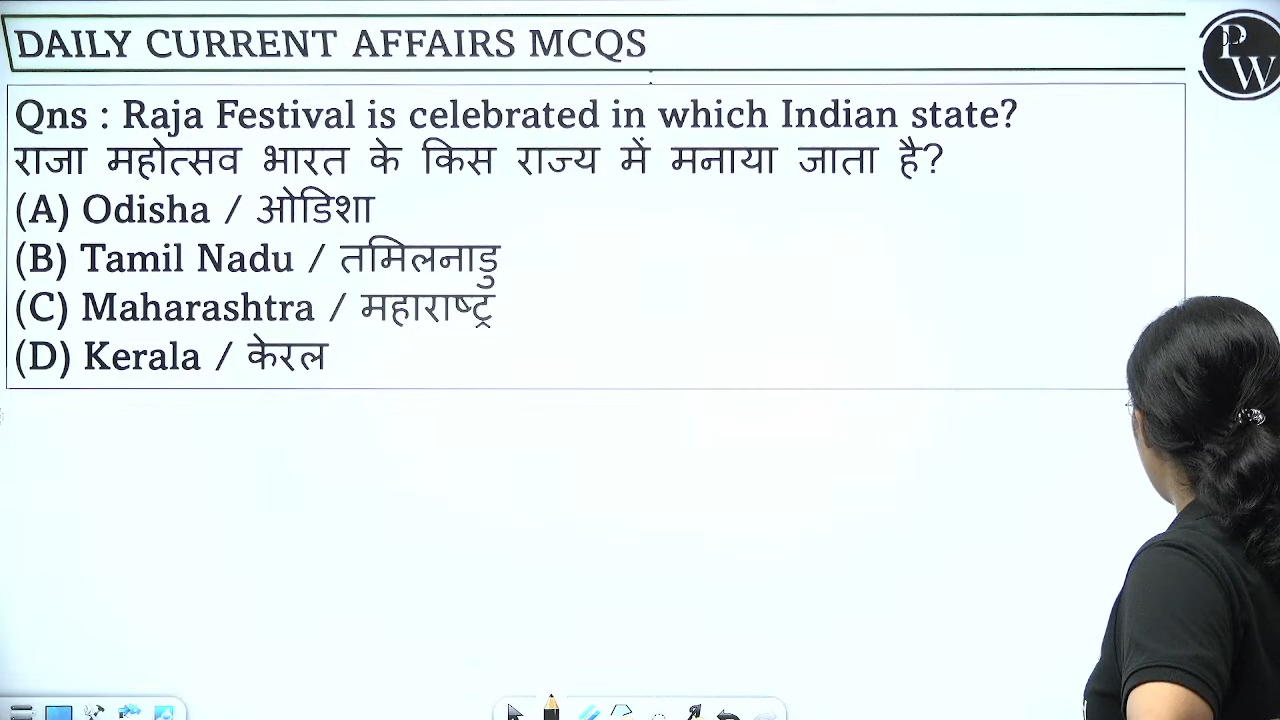 DAILY CURRENT AFFAIRS MCQS
PW
Qns : Raja Festival is celebrated in which Indian state?
राजा महोत्सव भारत के किस राज्य में मनाया जाता है?
(A) Odisha / ओडिशा
(B) Tamil Nadu / तमिलनाडु
(C) Maharashtra / महाराष्ट्र
(D) Kerala / केरल